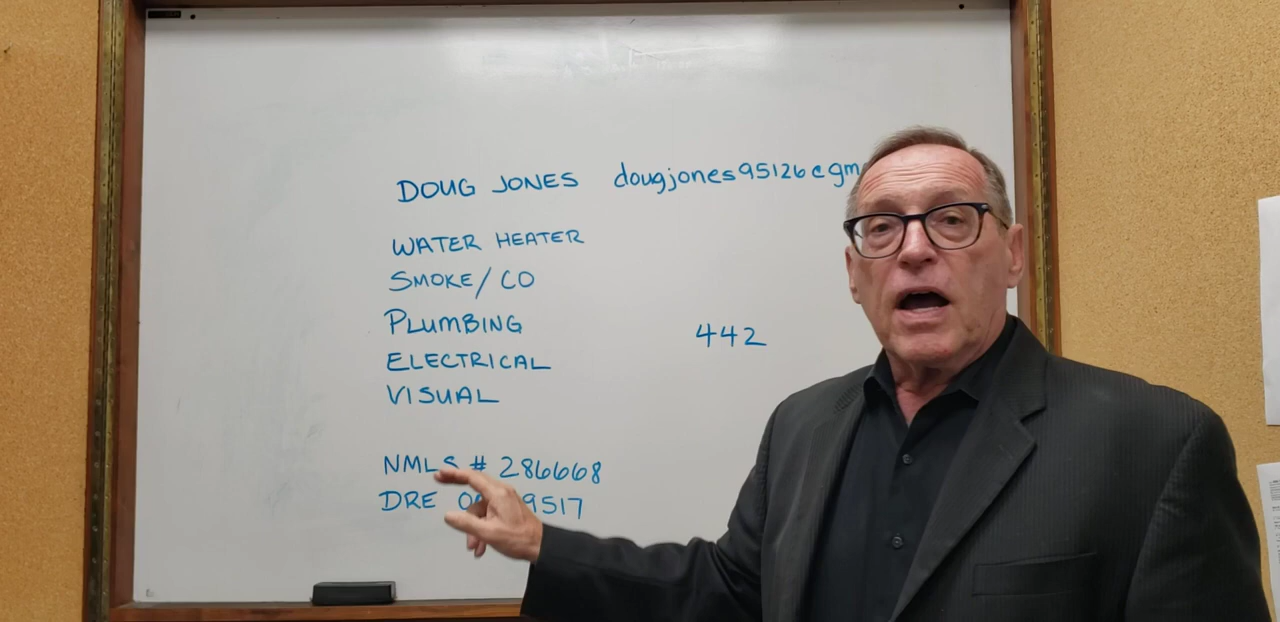 DOUG JONES dougjones95126@gm
WATER HEATER
SMOKE/CO
PLUMBING
442
ELECTRICAL
VISUAL
NMLS # 286668
DRE 9517